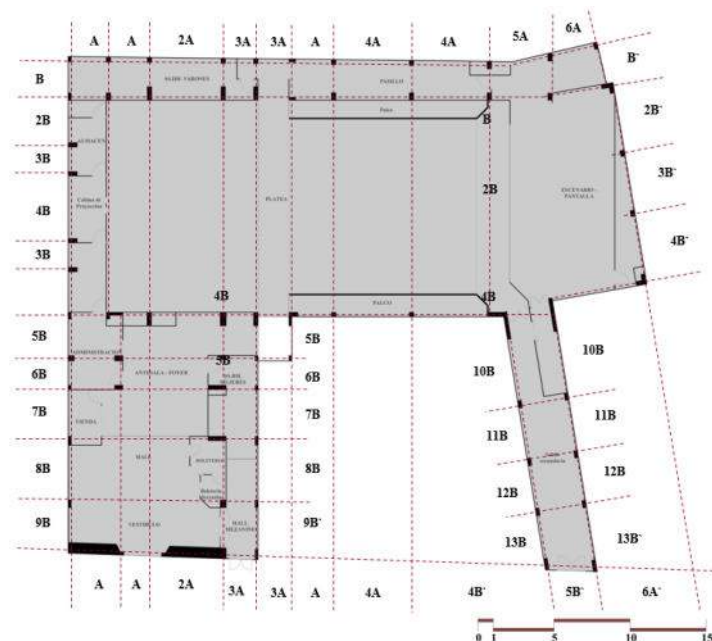 A A 2A 3A 3A A 4A 4A 5A 6A
B B-
SS.HH. VARONES PASILLO
2B Palco B 2B-
ALMACEN
3B 3B-
Cabina de
Proyeccion
4B PLATEA 2B ESCENARIO -
PANTALLA
3B 4B-
4B PALCO 4B
5B 5B 10B 10B
ADMINISTRACION
6B ANTESALA - FOYER 5B 6B
SS.HH.
MUJERES
7B 7B 11B 11B
TIENDA
HALL
8B BOLETERIA 8B 12B 12B
9B VESTIBULO HALL
MEZANINE 9B- 13B 13B-
A A 2A 3A 3A A 4A 4B- 5B- 6A-
0 1 5 10 15